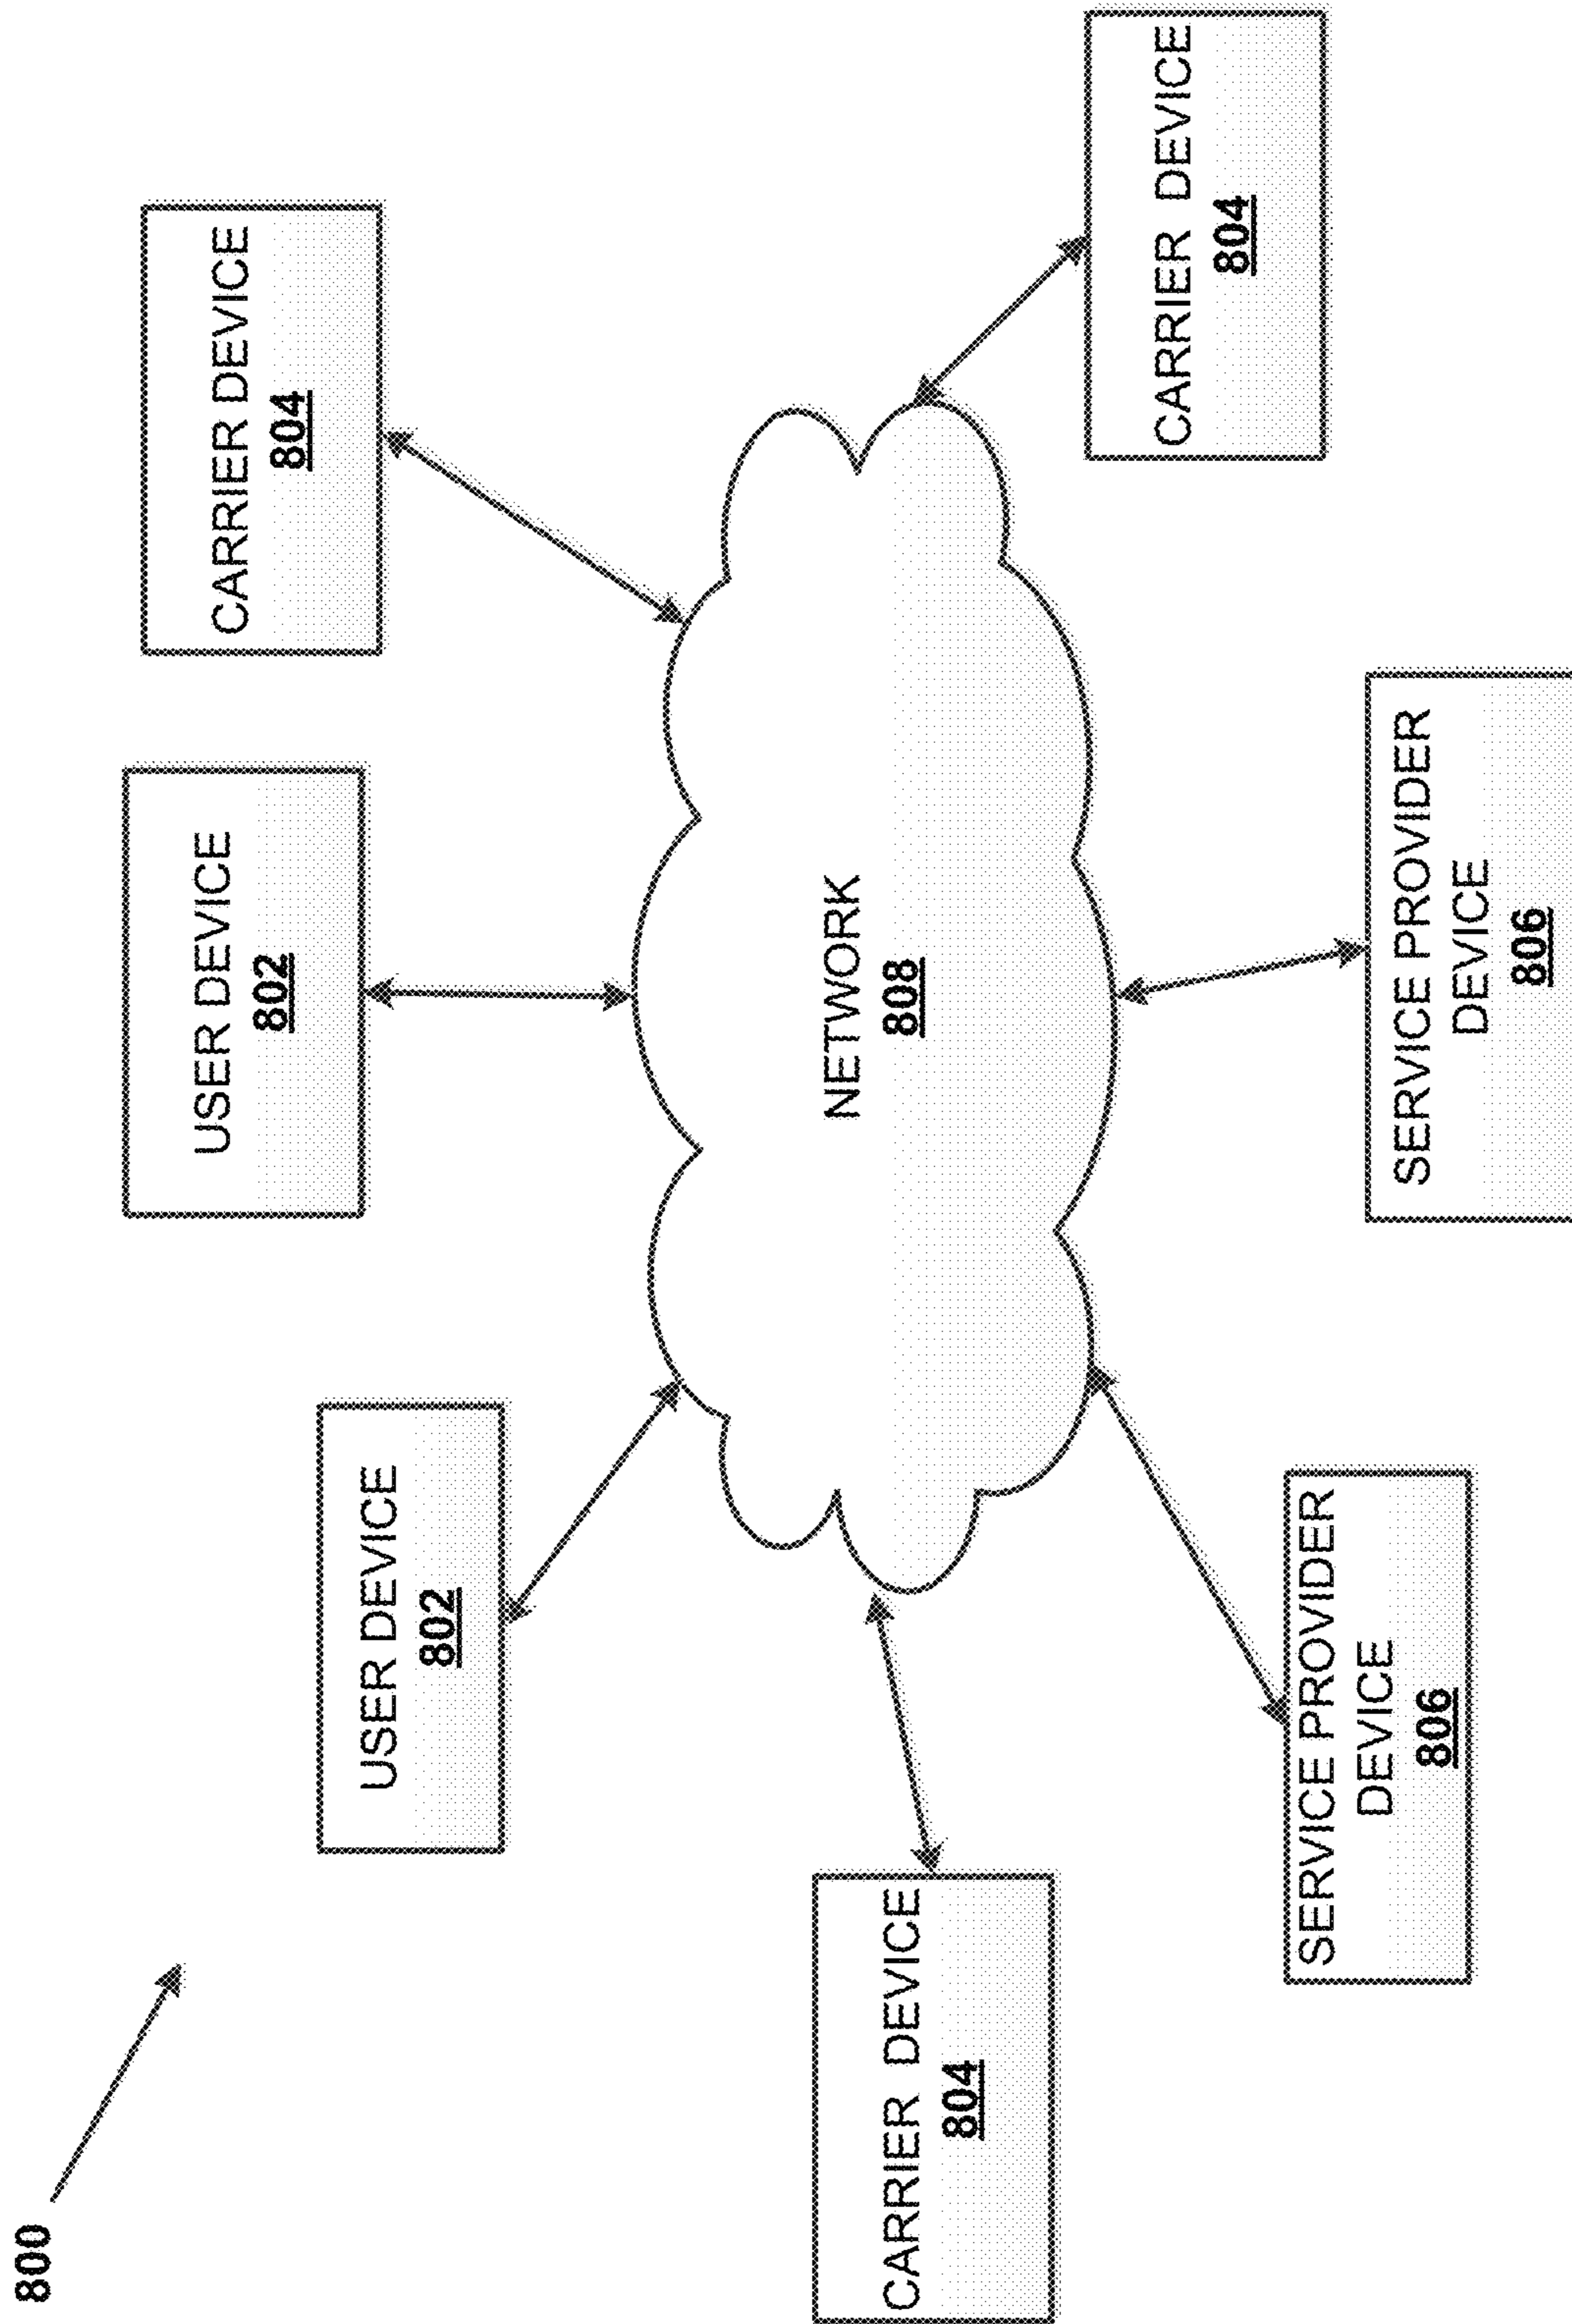 800
USER DEVICE
802
USER DEVICE
802
CARRIER DEVICE
804
CARRIER DEVICE
804
NETWORK
808
CARRIER DEVICE
804
SERVICE PROVIDER
DEVICE
806
SERVICE PROVIDER
DEVICE
806